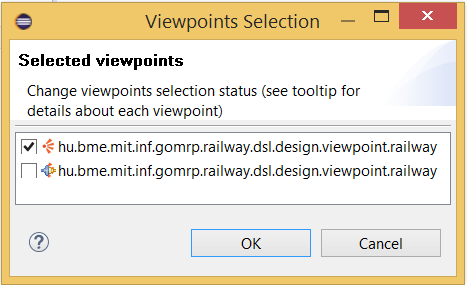 Viewpoints Selection
Selected viewpoints
Change viewpoints selection status (see tooltip for
details about each viewpoint)
hu.bme.mit.inf.gomrp.railway.dsl.design.viewpoint.railway
hu.bme.mit.inf.gomrp.railway.dsl.design.viewpoint.railway
OK Cancel